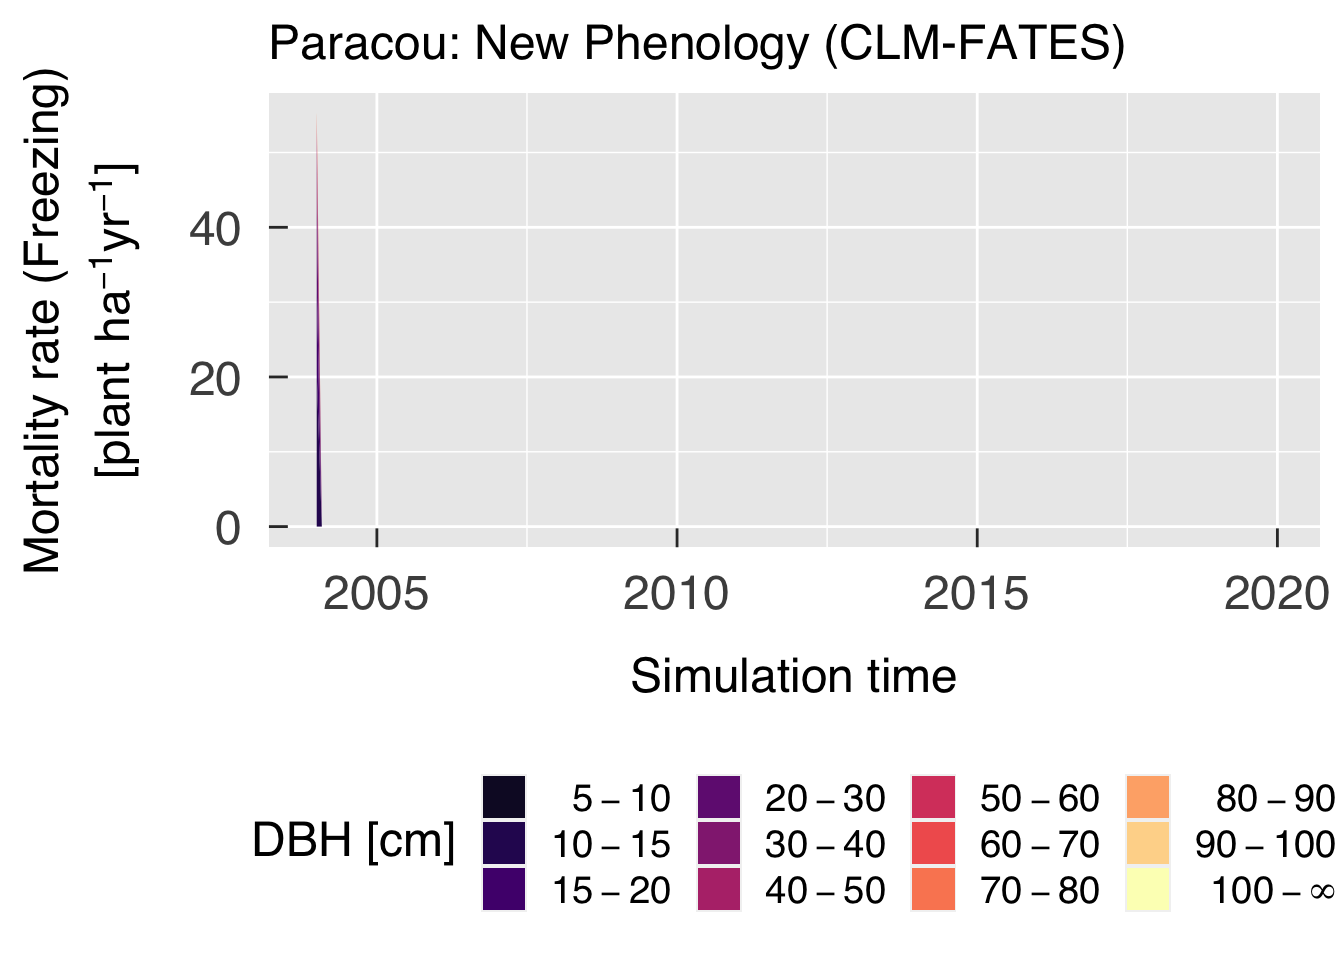 Paracou: New Phenology (CLM-FATES)
Mortality rate (Freezing)
[plant ha⁻¹yr⁻¹]
40
20
0
2005 2010 2015 2020
Simulation time
DBH [cm]
5 – 10 20 – 30 50 – 60 80 – 90
10 – 15 30 – 40 60 – 70 90 – 100
15 – 20 40 – 50 70 – 80 100 – ∞